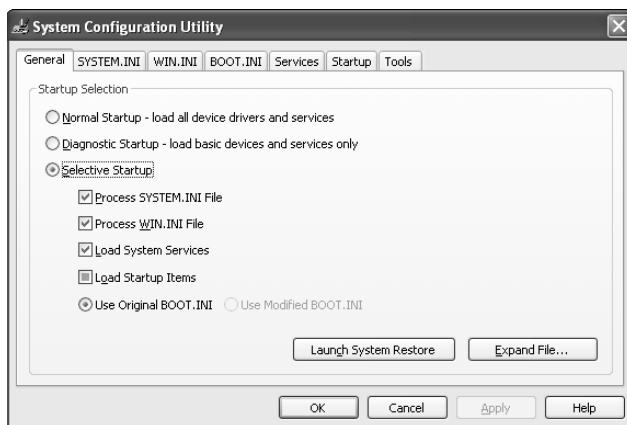 System Configuration Utility
General SYSTEM.INI WIN.INI BOOT.INI Services Startup Tools
Startup Selection
Normal Startup - load all device drivers and services
Diagnostic Startup - load basic devices and services only
Selective Startup
Process SYSTEM.INI File
Process WIN.INI File
Load System Services
Load Startup Items
Use Original BOOT.INI Use Modified BOOT.INI
Launch System Restore Expand File...
OK Cancel Apply Help